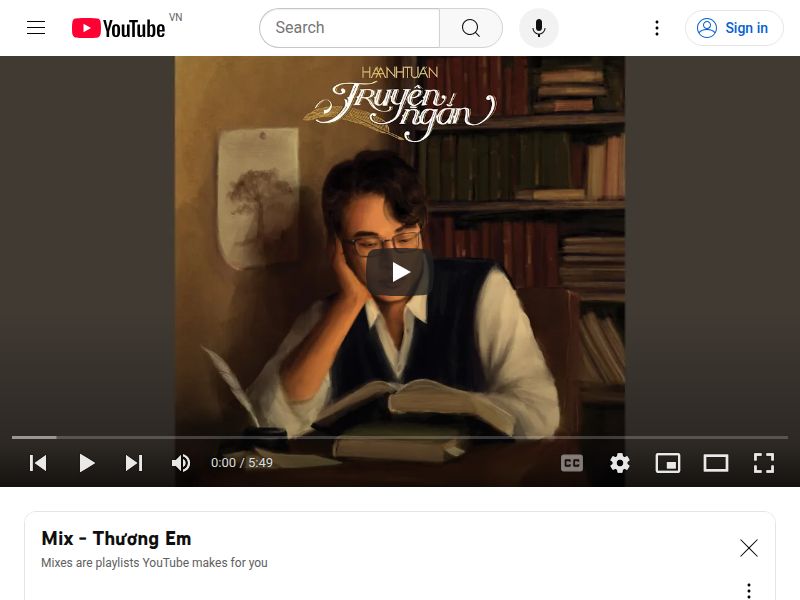 YouTube VN
Search
Sign in
HÀ ANH TUẤN
Truyện ngắn
0:00 / 5:49
CC
Mix - Thương Em
Mixes are playlists YouTube makes for you